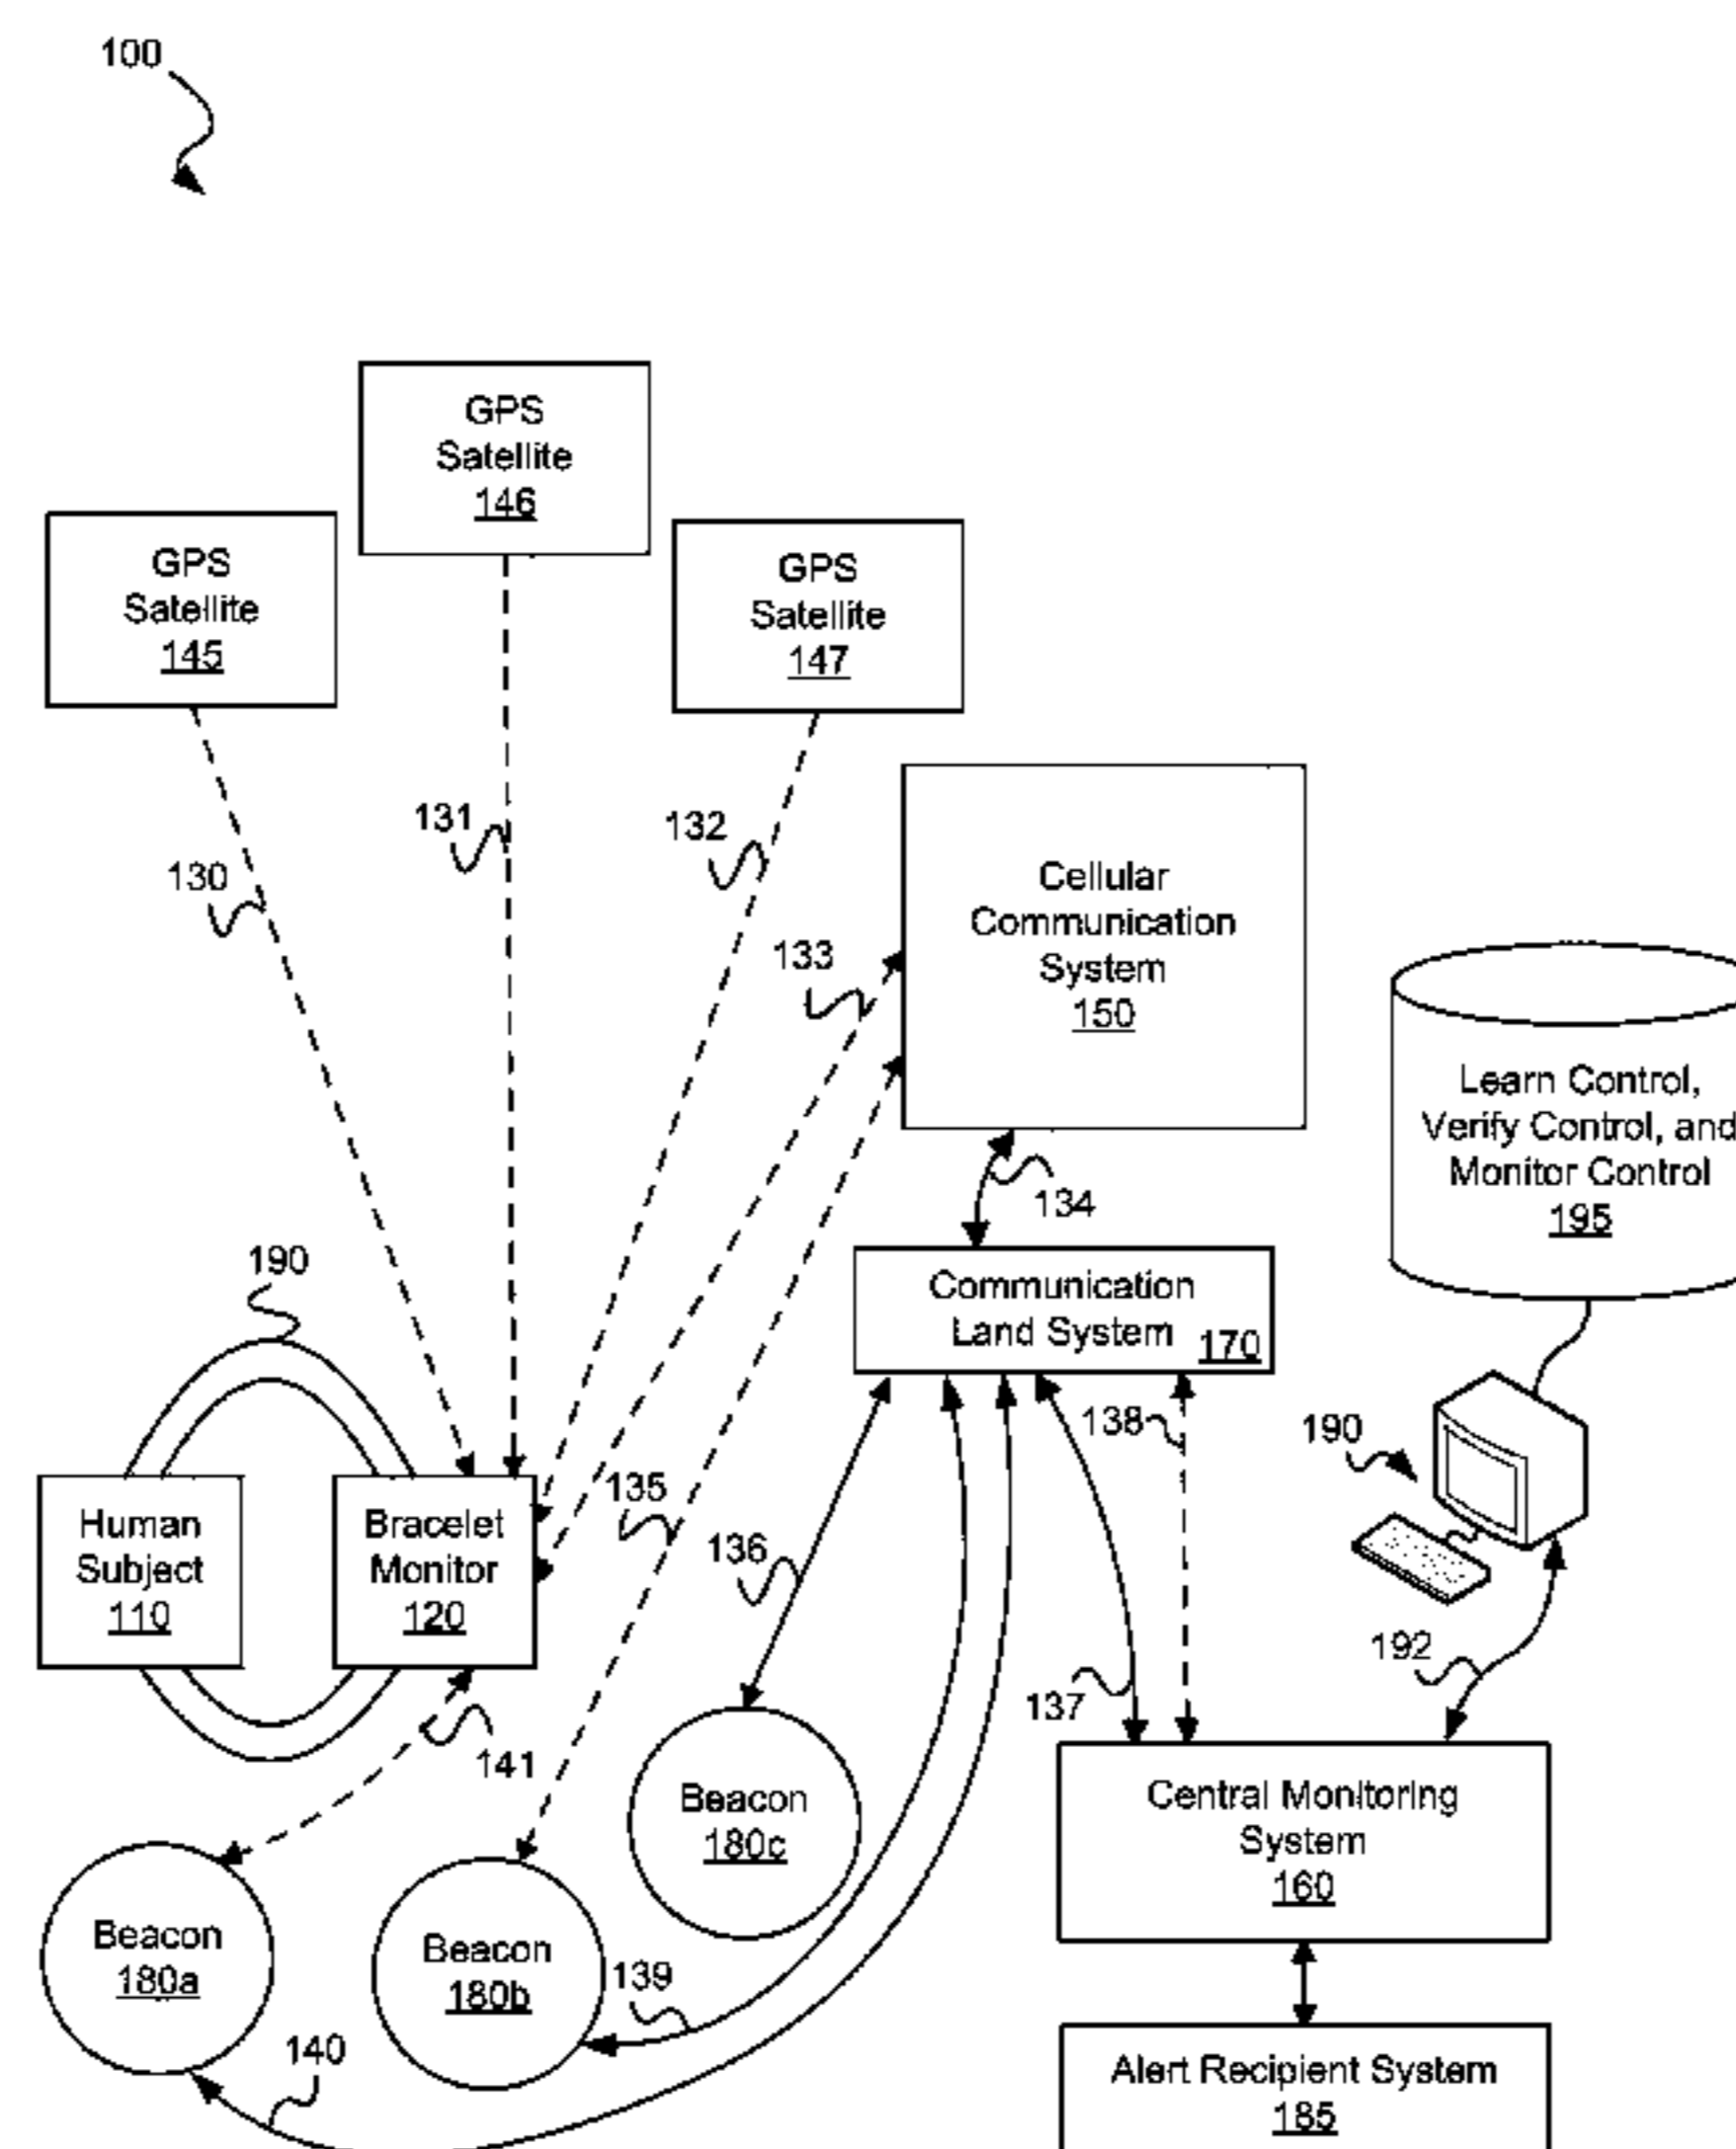 100
GPS
Satellite
146
GPS
Satellite
145
GPS
Satellite
147
131
132
130
Cellular
Communication
System
150
133
Learn Control,
Verify Control, and
Monitor Control
195
134
190
Communication
Land System
170
138
190
135
136
Human
Subject
110
Bracelet
Monitor
120
192
137
141
Beacon
180c
Central Monitoring
System
160
Beacon
180a
Beacon
180b
139
140
Alert Recipient System
185